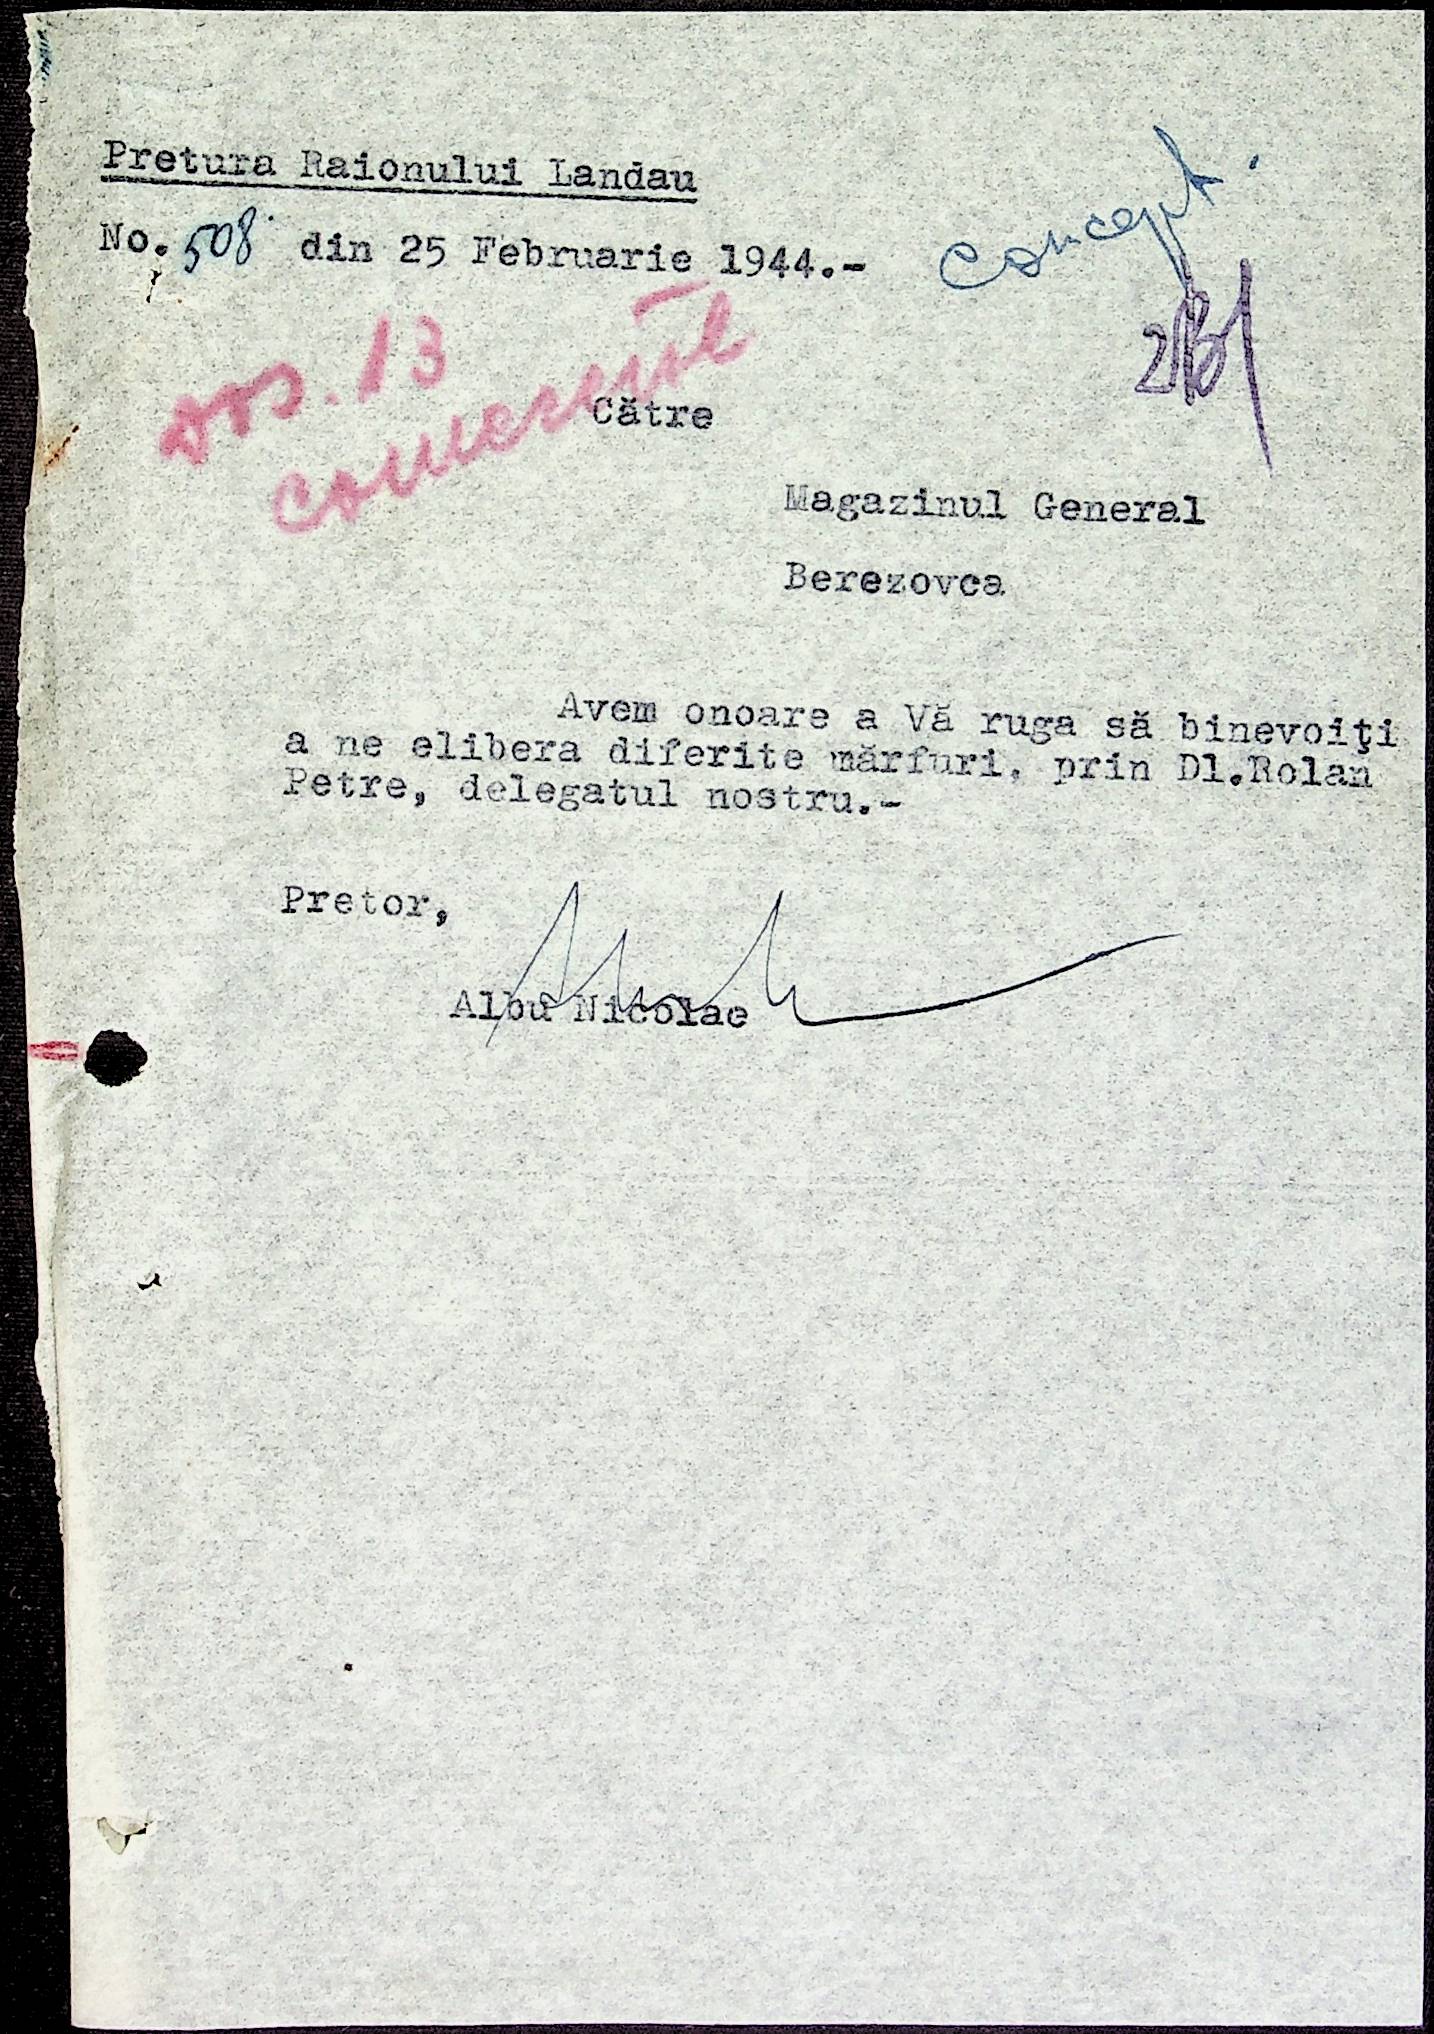 Pretura Raionului Landau
No. 508 din 25 Februarie 1944.-
Concept.
Dos. 13
Către
Magazinul General
Berezovca
Avem onoare a Vă ruga să binevoiţi
a ne elibera diferite mărfuri, prin Dl.Rolan
Petre, delegatul nostru.-
Pretor,
Albu Nicolae